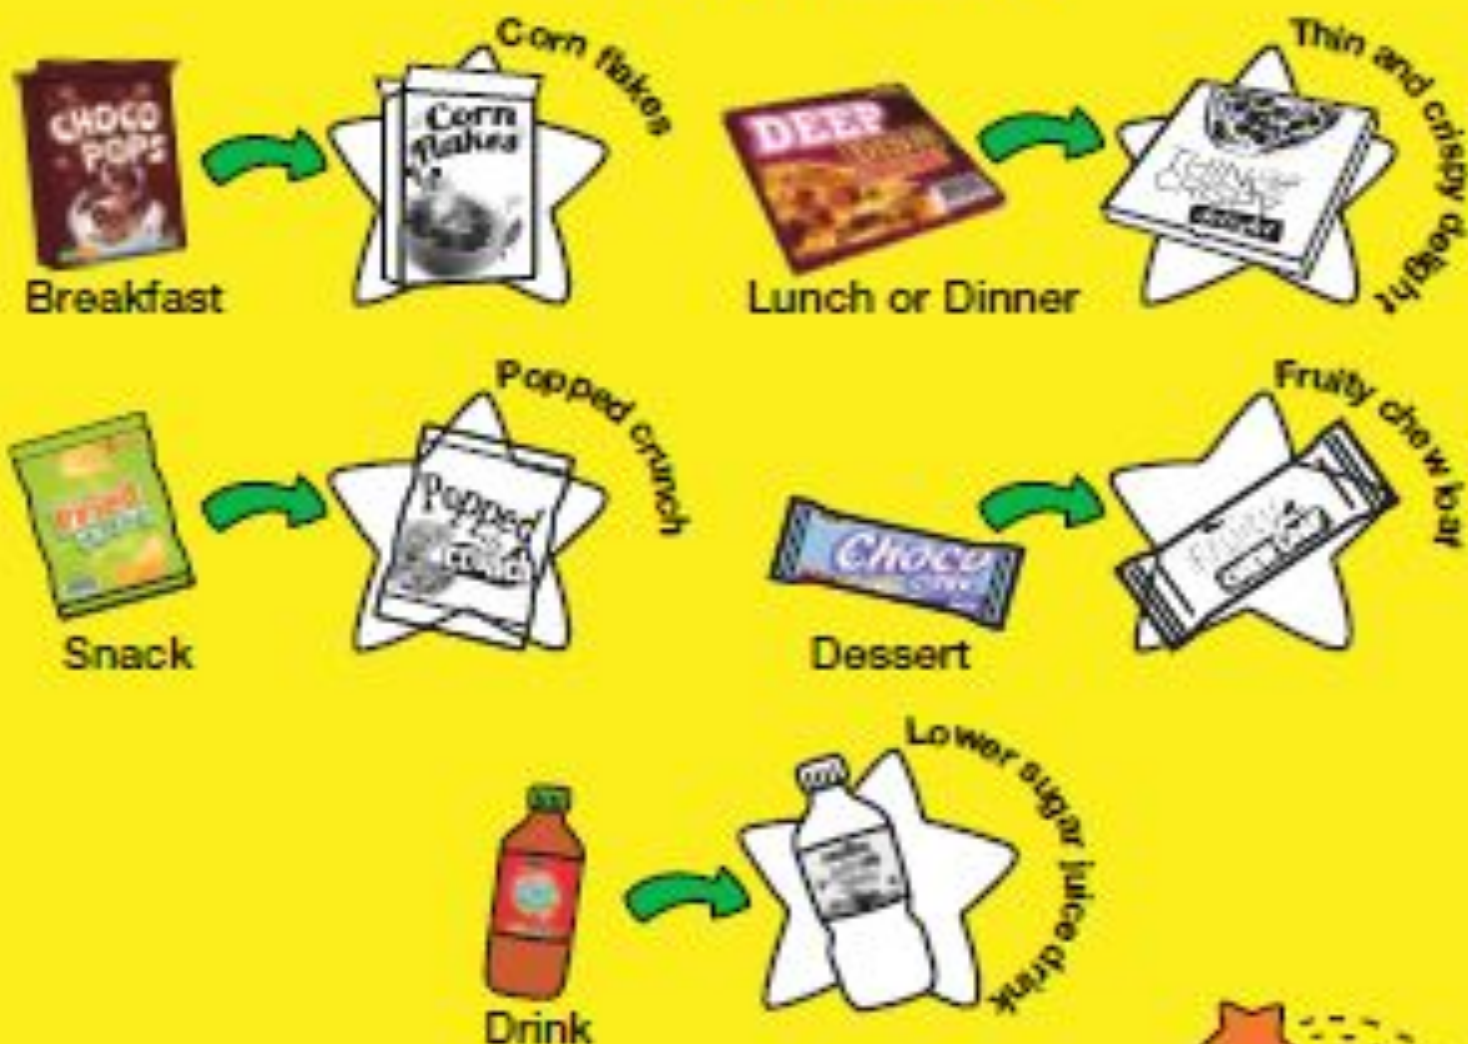 Corn flakes
CHOCO
POPS
Corn
flakes
Breakfast
Thin and crispy delight
DEEP
delight
Lunch or Dinner
Popped crunch
Popped
Snack
Fruity chew bar
CHOCO
Dessert
Lower sugar juice drink
Drink